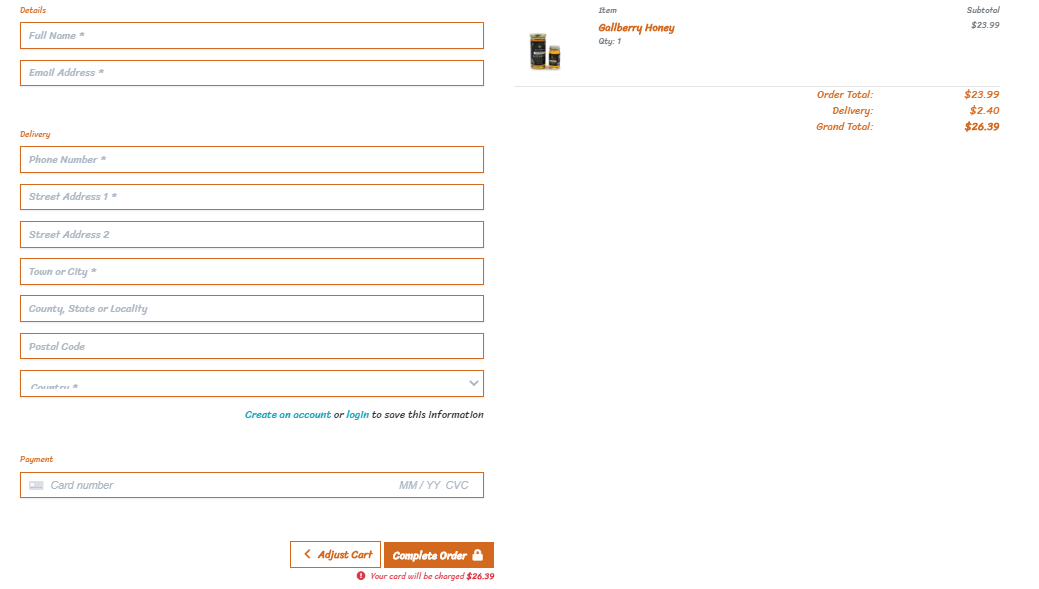 Details
Full Name *
Email Address *
Delivery
Phone Number *
Street Address 1 *
Street Address 2
Town or City *
County, State or Locality
Postal Code
Country *
Create an account or login to save this information
Payment
Card number MM / YY CVC
Adjust Cart Complete Order
Your card will be charged $26.39
Item Subtotal
Gallberry Honey $23.99
Qty: 1
Order Total: $23.99
Delivery: $2.40
Grand Total: $26.39